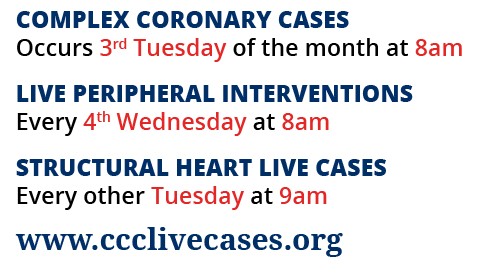 COMPLEX CORONARY CASES
Occurs 3rd Tuesday of the month at 8am
LIVE PERIPHERAL INTERVENTIONS
Every 4th Wednesday at 8am
STRUCTURAL HEART LIVE CASES
Every other Tuesday at 9am
www.ccclivecases.org